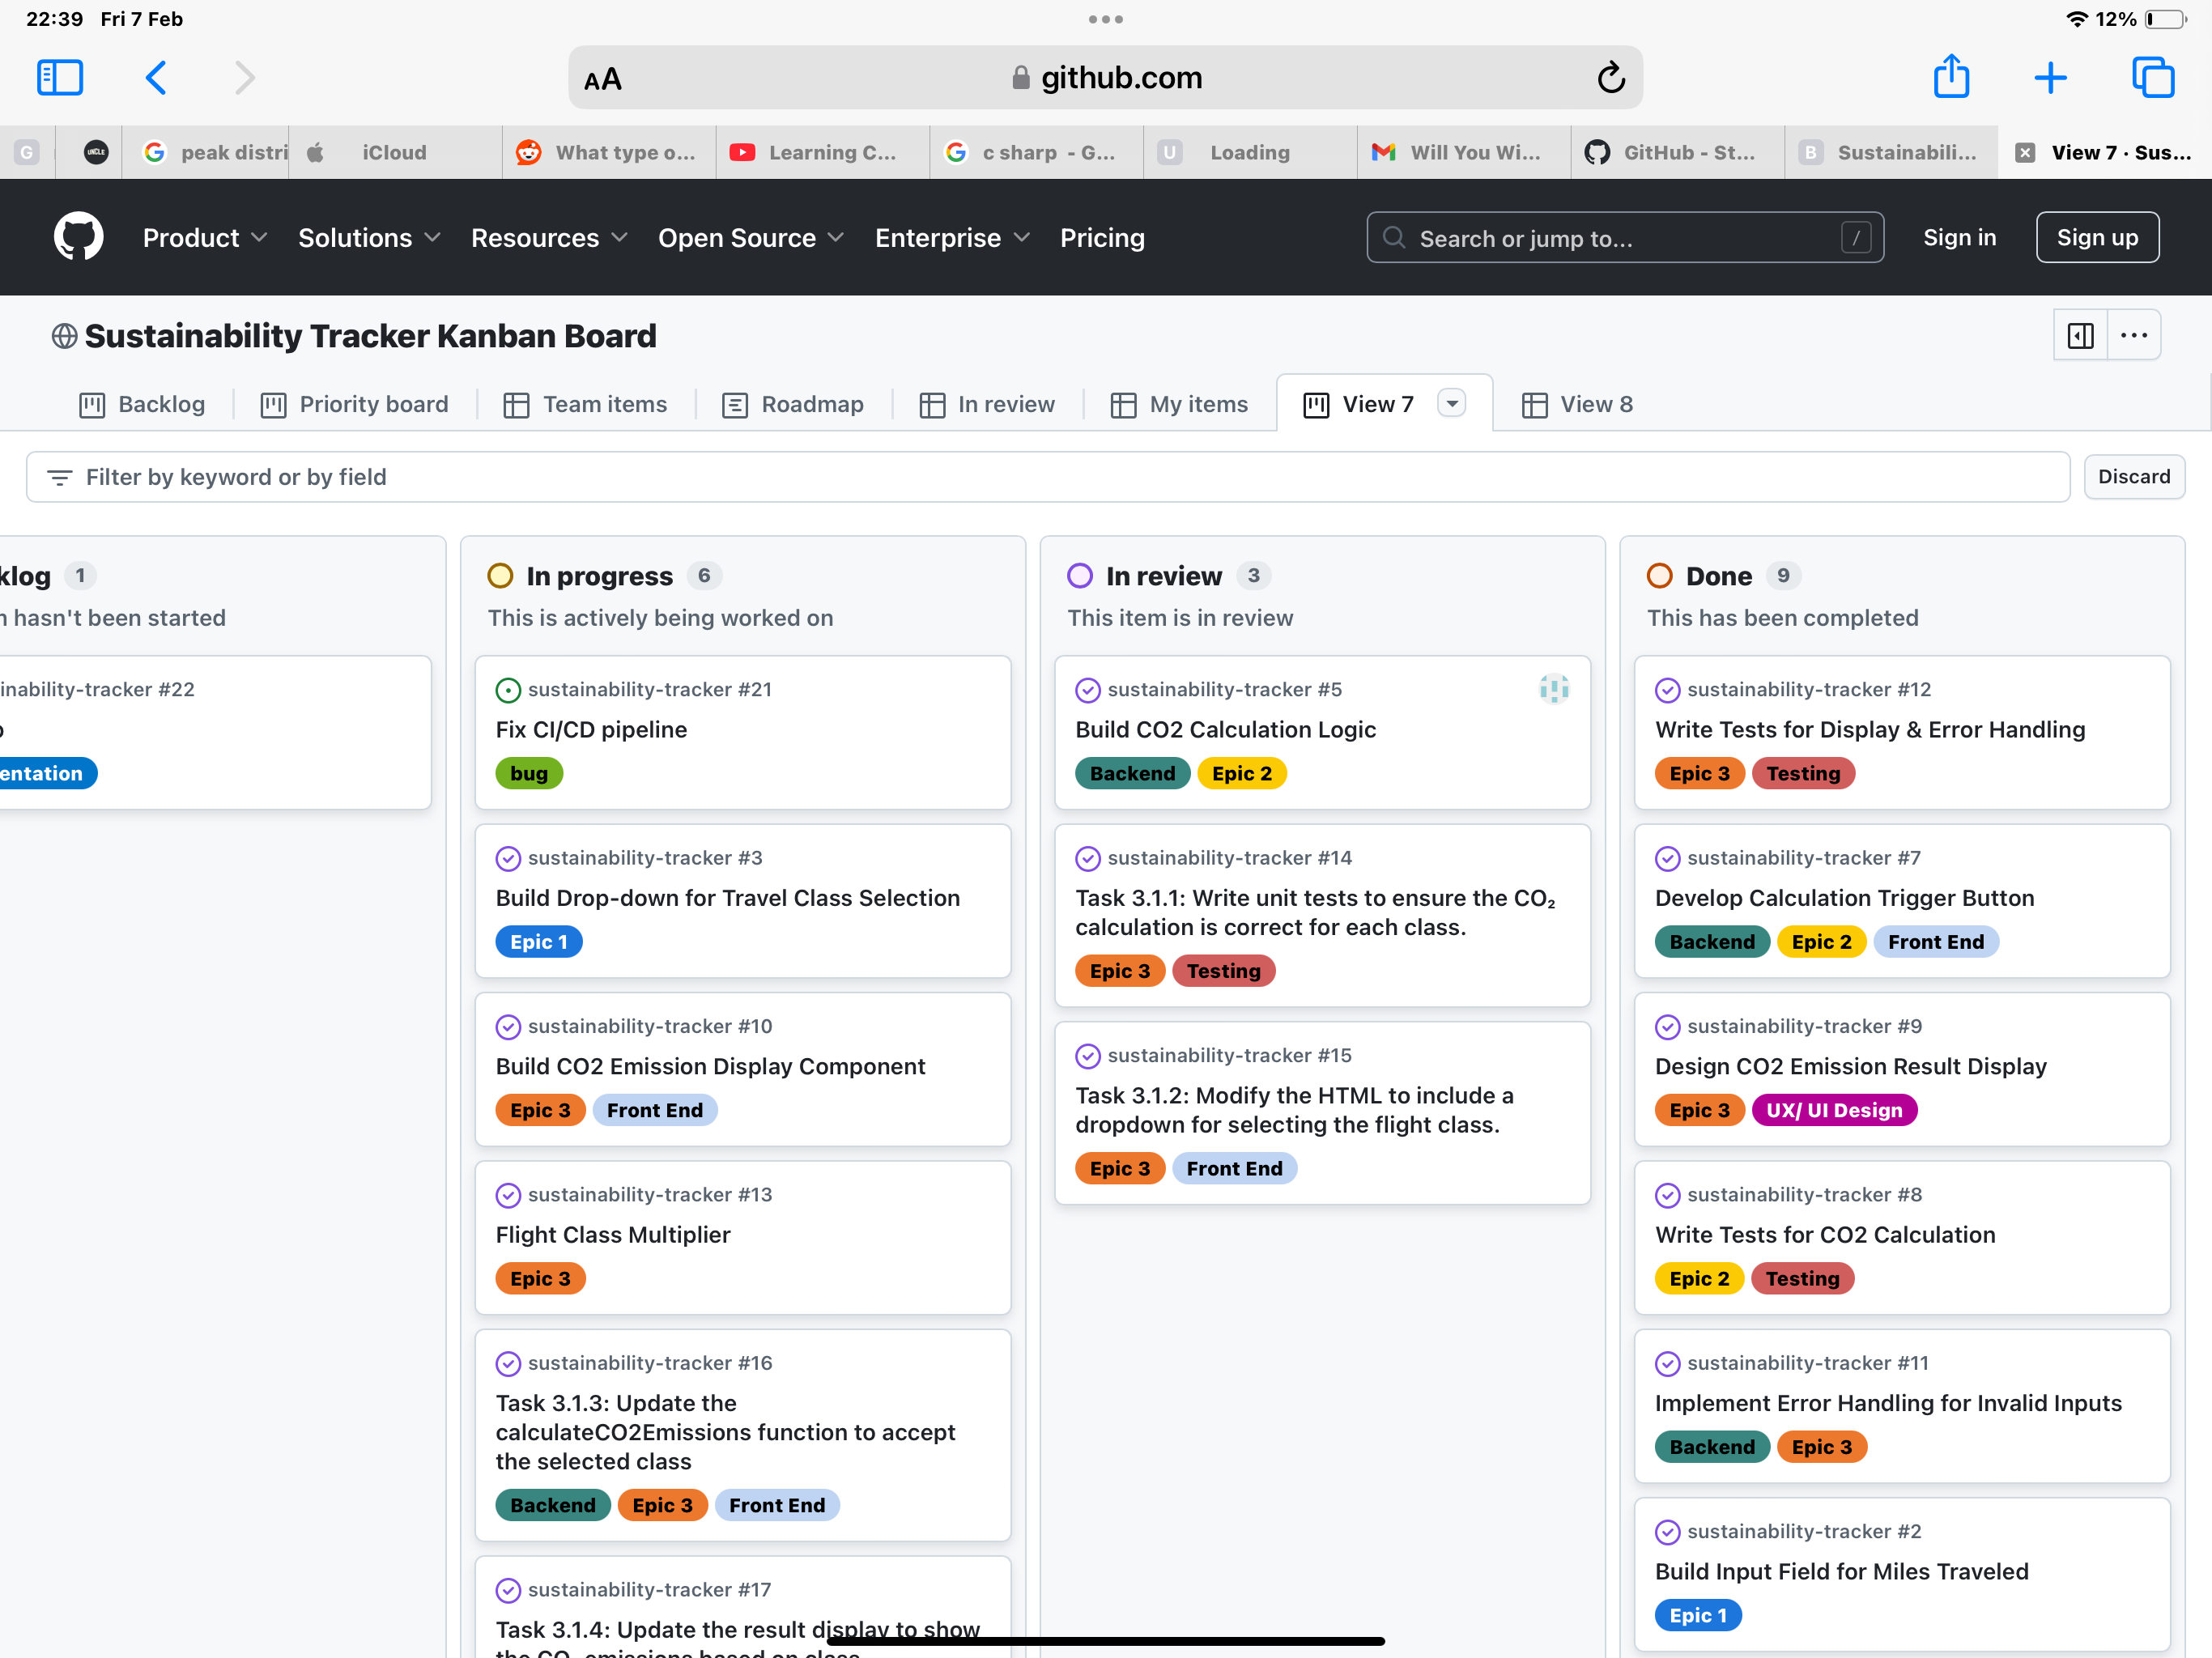 22:39 Fri 7 Feb
12%
AA
github.com
G
UNCLE
peak distri
iCloud
What type o...
Learning C...
c sharp - G...
U Loading
Will You Wi...
GitHub - St...
B Sustainabili...
View 7 · Sus...
Product
Solutions
Resources
Open Source
Enterprise
Pricing
Search or jump to...
/
Sign in
Sign up
Sustainability Tracker Kanban Board
Backlog
Priority board
Team items
Roadmap
In review
My items
View 7
View 8
Filter by keyword or by field
Discard
klog 1
hasn't been started
inability-tracker #22
entation
In progress 6
This is actively being worked on
sustainability-tracker #21
Fix CI/CD pipeline
bug
sustainability-tracker #3
Build Drop-down for Travel Class Selection
Epic 1
sustainability-tracker #10
Build CO2 Emission Display Component
Epic 3 Front End
sustainability-tracker #13
Flight Class Multiplier
Epic 3
sustainability-tracker #16
Task 3.1.3: Update the
calculateCO2Emissions function to accept
the selected class
Backend Epic 3 Front End
sustainability-tracker #17
Task 3.1.4: Update the result display to show
the CO₂ emissions based on class
In review 3
This item is in review
sustainability-tracker #5
Build CO2 Calculation Logic
Backend Epic 2
sustainability-tracker #14
Task 3.1.1: Write unit tests to ensure the CO₂
calculation is correct for each class.
Epic 3 Testing
sustainability-tracker #15
Task 3.1.2: Modify the HTML to include a
dropdown for selecting the flight class.
Epic 3 Front End
Done 9
This has been completed
sustainability-tracker #12
Write Tests for Display & Error Handling
Epic 3 Testing
sustainability-tracker #7
Develop Calculation Trigger Button
Backend Epic 2 Front End
sustainability-tracker #9
Design CO2 Emission Result Display
Epic 3 UX/ UI Design
sustainability-tracker #8
Write Tests for CO2 Calculation
Epic 2 Testing
sustainability-tracker #11
Implement Error Handling for Invalid Inputs
Backend Epic 3
sustainability-tracker #2
Build Input Field for Miles Traveled
Epic 1